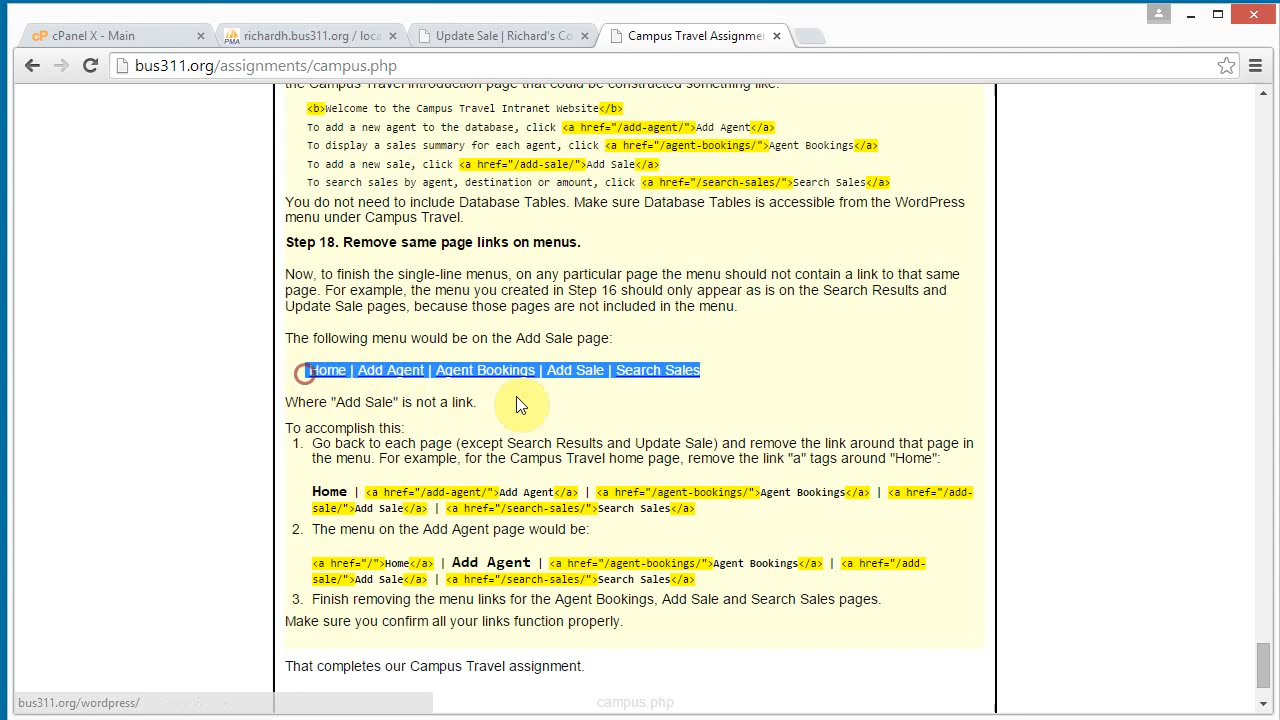 cPanel X - Main
richardh.bus311.org / loca
Update Sale | Richard's Co
Campus Travel Assignme
bus311.org/assignments/campus.php
the Campus Travel introduction page that could be constructed something like:
<b>Welcome to the Campus Travel Intranet Website</b>
To add a new agent to the database, click <a href="/add-agent/">Add Agent</a>
To display a sales summary for each agent, click <a href="/agent-bookings/">Agent Bookings</a>
To add a new sale, click <a href="/add-sale/">Add Sale</a>
To search sales by agent, destination or amount, click <a href="/search-sales/">Search Sales</a>
You do not need to include Database Tables. Make sure Database Tables is accessible from the WordPress
menu under Campus Travel.
Step 18. Remove same page links on menus.
Now, to finish the single-line menus, on any particular page the menu should not contain a link to that same
page. For example, the menu you created in Step 16 should only appear as is on the Search Results and
Update Sale pages, because those pages are not included in the menu.
The following menu would be on the Add Sale page:
Home | Add Agent | Agent Bookings | Add Sale | Search Sales
Where "Add Sale" is not a link.
To accomplish this:
1. Go back to each page (except Search Results and Update Sale) and remove the link around that page in
the menu. For example, for the Campus Travel home page, remove the link "a" tags around "Home":
Home | <a href="/add-agent/">Add Agent</a> | <a href="/agent-bookings/">Agent Bookings</a> | <a href="/add-
sale/">Add Sale</a> | <a href="/search-sales/">Search Sales</a>
2. The menu on the Add Agent page would be:
<a href="/">Home</a> | Add Agent | <a href="/agent-bookings/">Agent Bookings</a> | <a href="/add-
sale/">Add Sale</a> | <a href="/search-sales/">Search Sales</a>
3. Finish removing the menu links for the Agent Bookings, Add Sale and Search Sales pages.
Make sure you confirm all your links function properly.
That completes our Campus Travel assignment.
bus311.org/wordpress/
campus.php